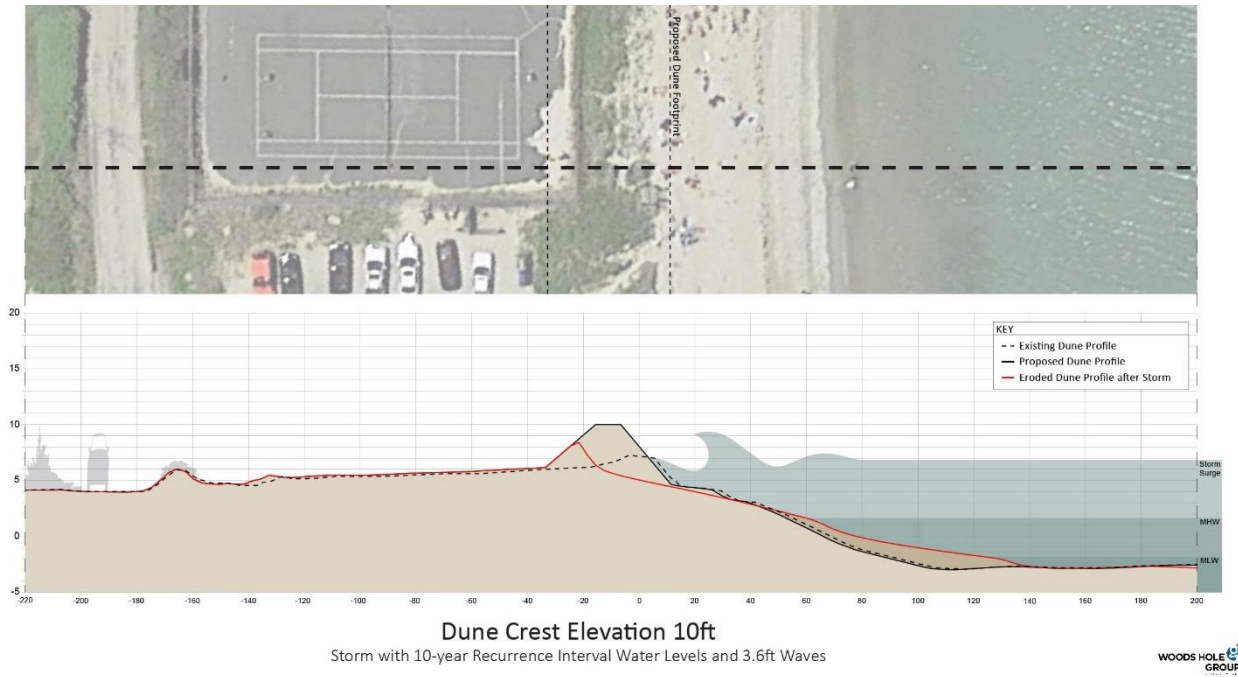 Proposed Dune Footprint
20
KEY
Existing Dune Profile
Proposed Dune Profile
Eroded Dune Profile after Storm
15
10
5
0
-5
Storm
Surge
MHW
MLW
-220 -200 -180 -160 -140 -120 -100 -80 -60 -40 -20 0 20 40 60 80 100 120 140 160 180 200
Dune Crest Elevation 10ft
Storm with 10-year Recurrence Interval Water Levels and 3.6ft Waves
WOODS HOLE
GROUP